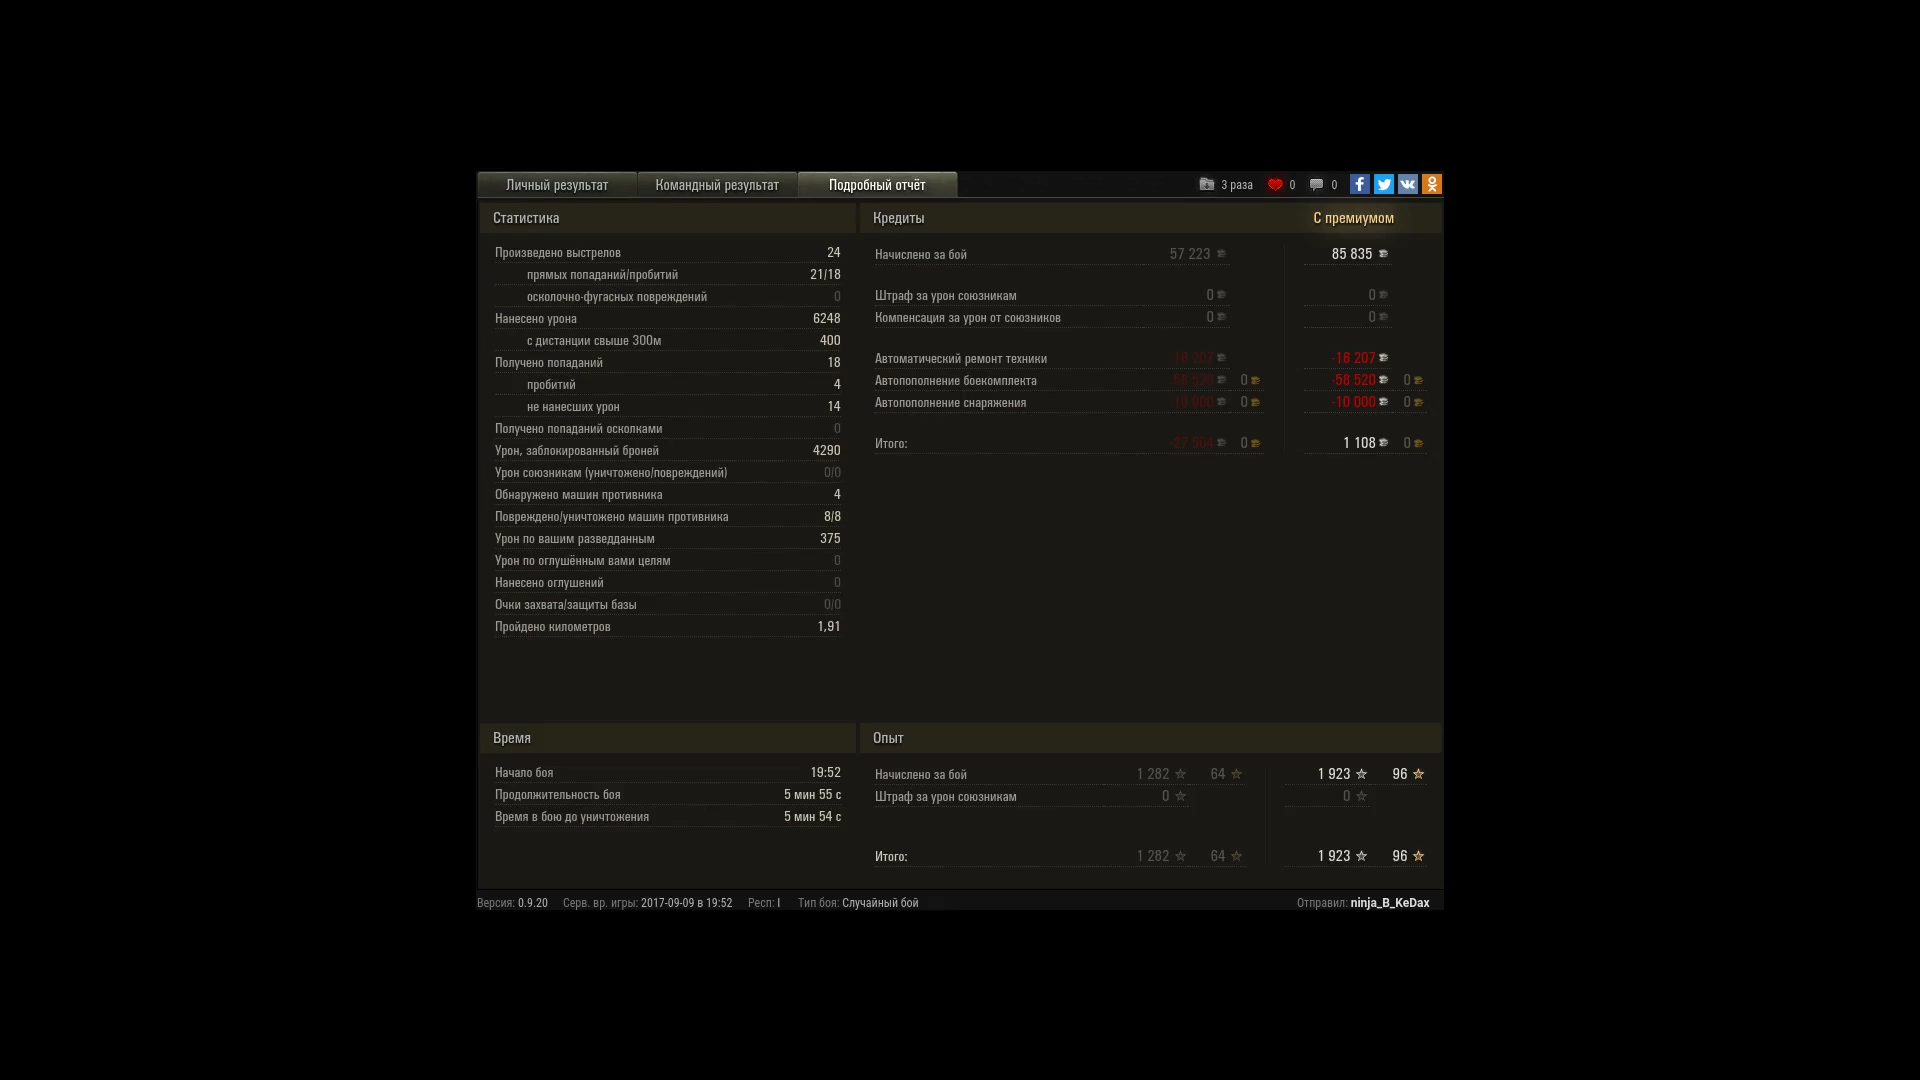 Личный результат Командный результат Подробный отчёт 3 раза 0 0
Статистика
Произведено выстрелов 24
прямых попаданий/пробитий 21/18
осколочно-фугасных повреждений 0
Нанесено урона 6248
с дистанции свыше 300м 400
Получено попаданий 18
пробитий 4
не нанесших урон 14
Получено попаданий осколками 0
Урон, заблокированный броней 4290
Урон союзникам (уничтожено/повреждений) 0/0
Обнаружено машин противника 4
Повреждено/уничтожено машин противника 8/8
Урон по вашим разведданным 375
Урон по оглушённым вами целям 0
Нанесено оглушений 0
Очки захвата/защиты базы 0/0
Пройдено километров 1,91
Кредиты С премиумом
Начислено за бой 57 223 85 835
Штраф за урон союзникам 0 0
Компенсация за урон от союзников 0 0
Автоматический ремонт техники -16 207 -16 207
Автопополнение боекомплекта -58 520 0 -58 520 0
Автопополнение снаряжения -10 000 0 -10 000 0
Итого: -27 504 0 1 108 0
Время
Начало боя 19:52
Продолжительность боя 5 мин 55 с
Время в бою до уничтожения 5 мин 54 с
Опыт
Начислено за бой 1 282 64 1 923 96
Штраф за урон союзникам 0 0
Итого: 1 282 64 1 923 96
Версия: 0.9.20 Серв. вр. игры: 2017-09-09 в 19:52 Респ: I Тип боя: Случайный бой Отправил: ninja_B_KeDax